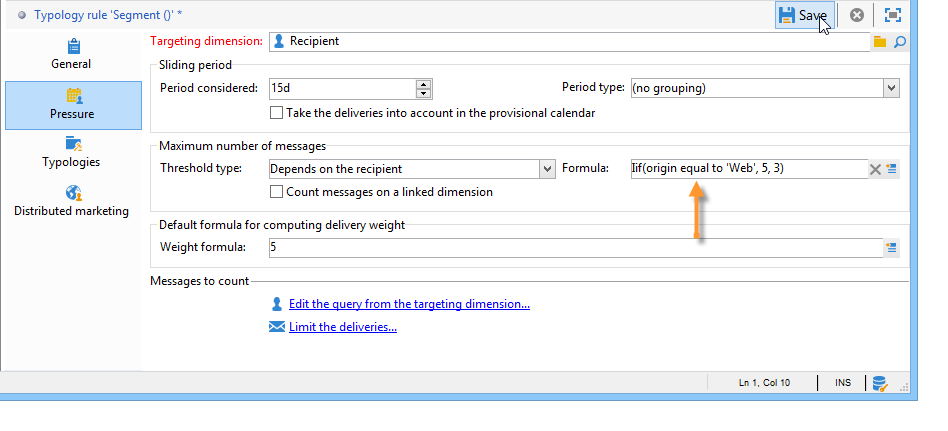 Typology rule 'Segment ()' *
Save
General
Pressure
Typologies
Distributed marketing
Targeting dimension: Recipient
Sliding period
Period considered: 15d Period type: (no grouping)
Take the deliveries into account in the provisional calendar
Maximum number of messages
Threshold type: Depends on the recipient Formula: Iif(origin equal to 'Web', 5, 3)
Count messages on a linked dimension
Default formula for computing delivery weight
Weight formula: 5
Messages to count
Edit the query from the targeting dimension...
Limit the deliveries...
Ln 1, Col 10 INS